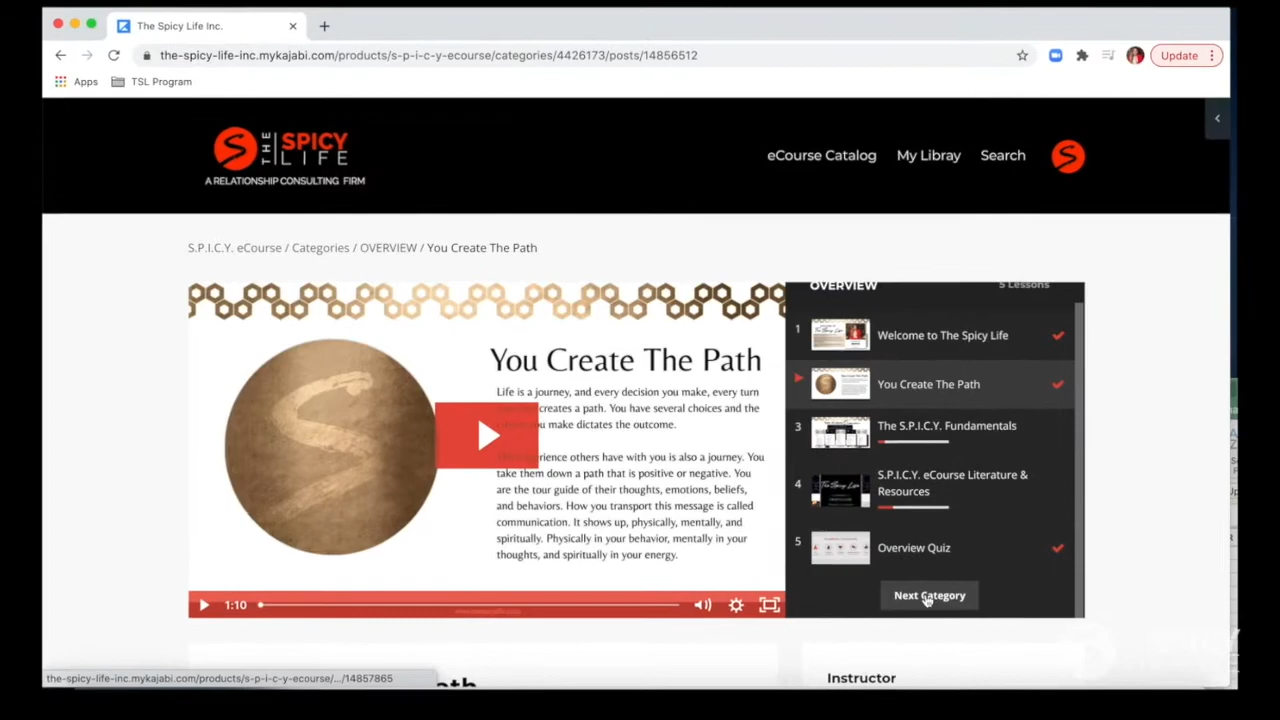 The Spicy Life Inc.
the-spicy-life-inc.mykajabi.com/products/s-p-i-c-y-ecourse/categories/4426173/posts/14856512
Update
Apps
TSL Program
THE SPICY LIFE
A RELATIONSHIP CONSULTING FIRM
eCourse Catalog
My Libray
Search
S.P.I.C.Y. eCourse / Categories / OVERVIEW / You Create The Path
You Create The Path
Life is a journey, and every decision you make, every turn
creates a path. You have several choices and the
you make dictates the outcome.
others have with you is also a journey. You
take them down a path that is positive or negative. You
are the tour guide of their thoughts, emotions, beliefs,
and behaviors. How you transport this message is called
communication. It shows up, physically, mentally, and
spiritually. Physically in your behavior, mentally in your
thoughts, and spiritually in your energy.
1:10
OVERVIEW
5 Lessons
1
Welcome to The Spicy Life
You Create The Path
3
The S.P.I.C.Y. Fundamentals
4
S.P.I.C.Y. eCourse Literature &
Resources
5
Overview Quiz
Next Category
Instructor
the-spicy-life-inc.mykajabi.com/products/s-p-i-c-y-ecourse/.../14857865